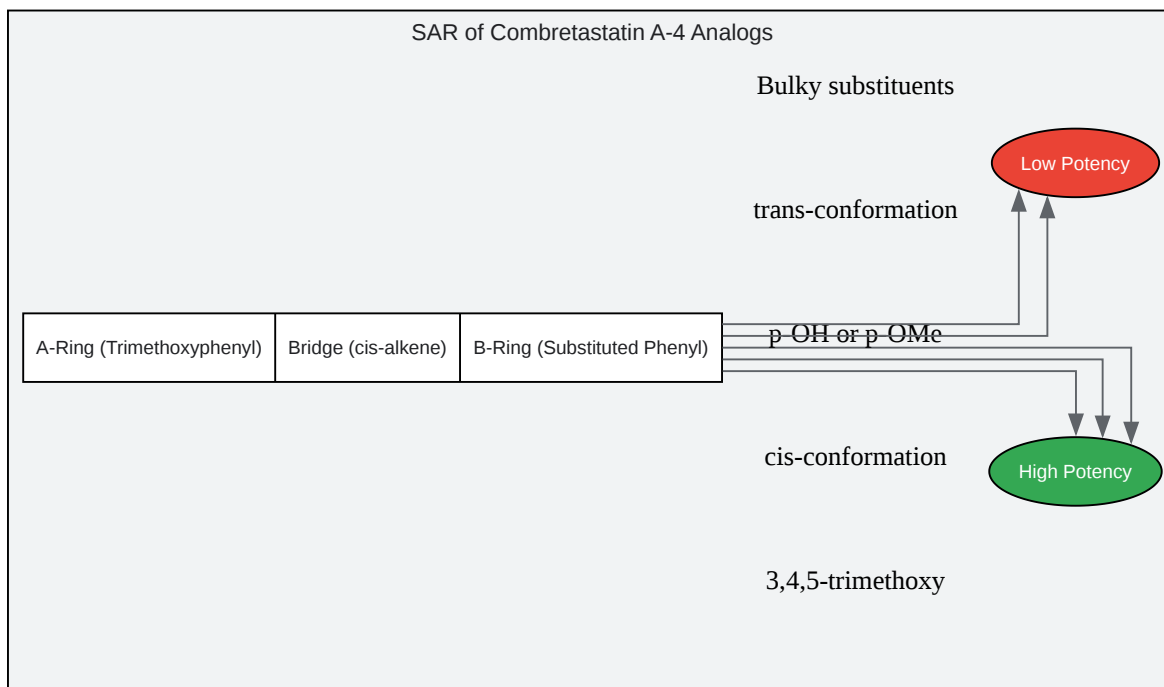 SAR of Combretastatin A-4 Analogs
Bulky substituents
Low Potency
trans-conformation
p-OH or p-OMe
A-Ring (Trimethoxyphenyl)
Bridge (cis-alkene)
B-Ring (Substituted Phenyl)
cis-conformation
High Potency
3,4,5-trimethoxy